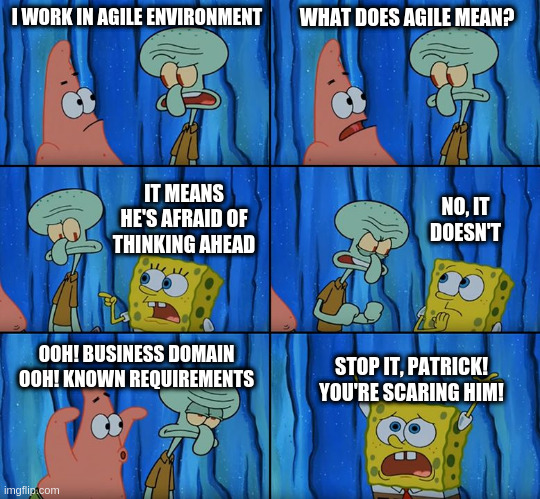 I WORK IN AGILE ENVIRONMENT
WHAT DOES AGILE MEAN?
IT MEANS
HE'S AFRAID OF
THINKING AHEAD
NO, IT
DOESN'T
OOH! BUSINESS DOMAIN
OOH! KNOWN REQUIREMENTS
STOP IT, PATRICK!
YOU'RE SCARING HIM!
imgflip.com